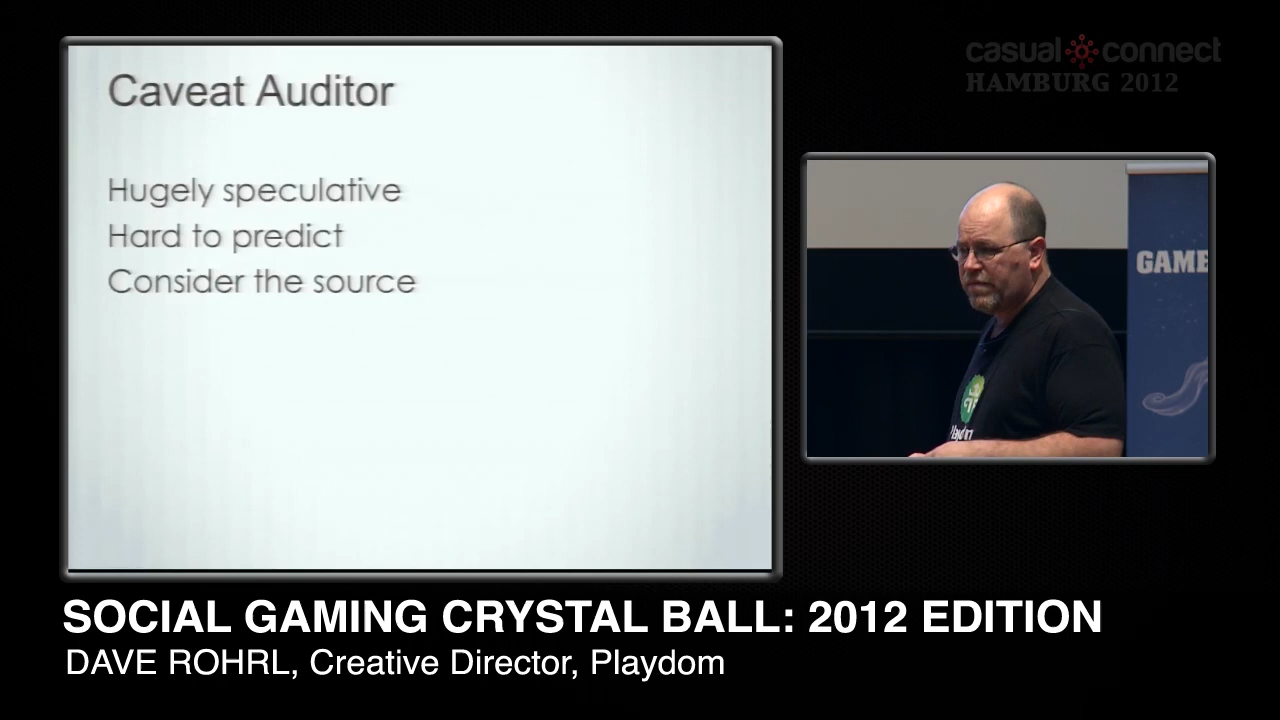 casual connect
HAMBURG 2012
Caveat Auditor
Hugely speculative
Hard to predict
Consider the source
GAME
SOCIAL GAMING CRYSTAL BALL: 2012 EDITION
DAVE ROHRL, Creative Director, Playdom